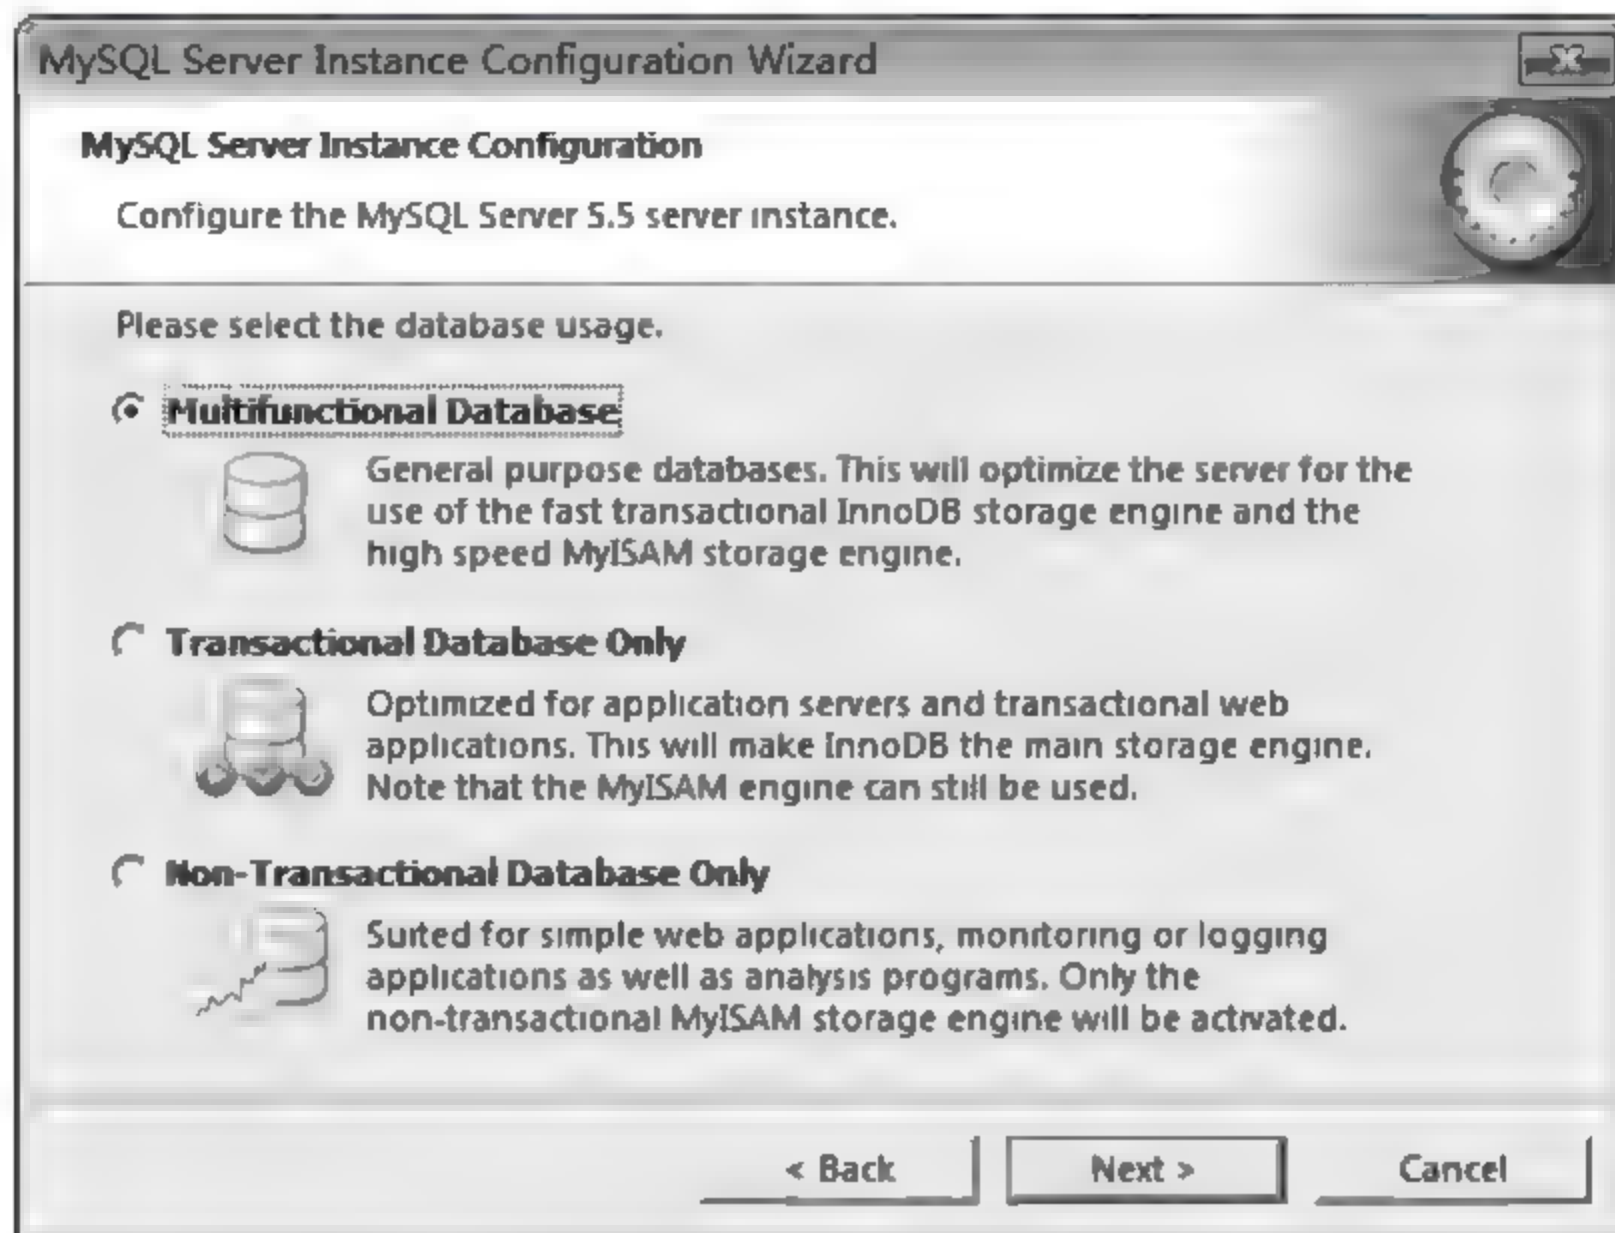 MySQL Server Instance Configuration Wizard
MySQL Server Instance Configuration
Configure the MySQL Server 5.5 server instance.
Please select the database usage.
Multifunctional Database
General purpose databases. This will optimize the server for the
use of the fast transactional InnoDB storage engine and the
high speed MyISAM storage engine.
Transactional Database Only
Optimized for application servers and transactional web
applications. This will make InnoDB the main storage engine.
Note that the MyISAM engine can still be used.
Non-Transactional Database Only
Suited for simple web applications, monitoring or logging
applications as well as analysis programs. Only the
non-transactional MyISAM storage engine will be activated.
< Back Next > Cancel